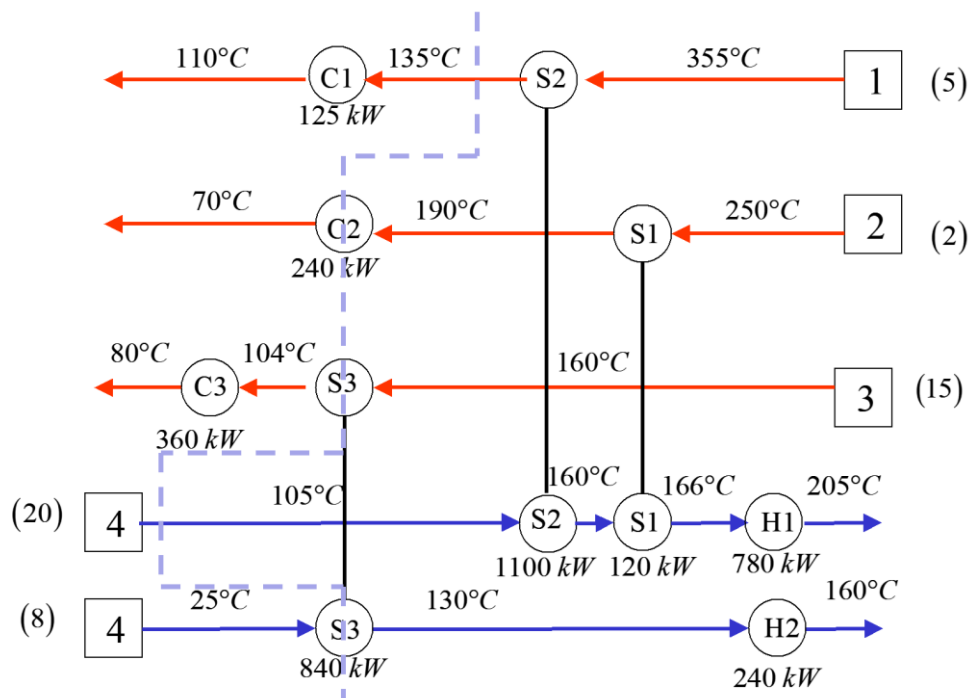 110°C C1 135°C S2 355°C 1 (5)
125 kW
70°C C2 190°C S1 250°C 2 (2)
240 kW
80°C C3 104°C S3 160°C 3 (15)
360 kW
(20) 4 105°C S2 160°C S1 166°C H1 205°C
1100 kW 120 kW 780 kW
(8) 4 25°C S3 130°C H2 160°C
840 kW 240 kW